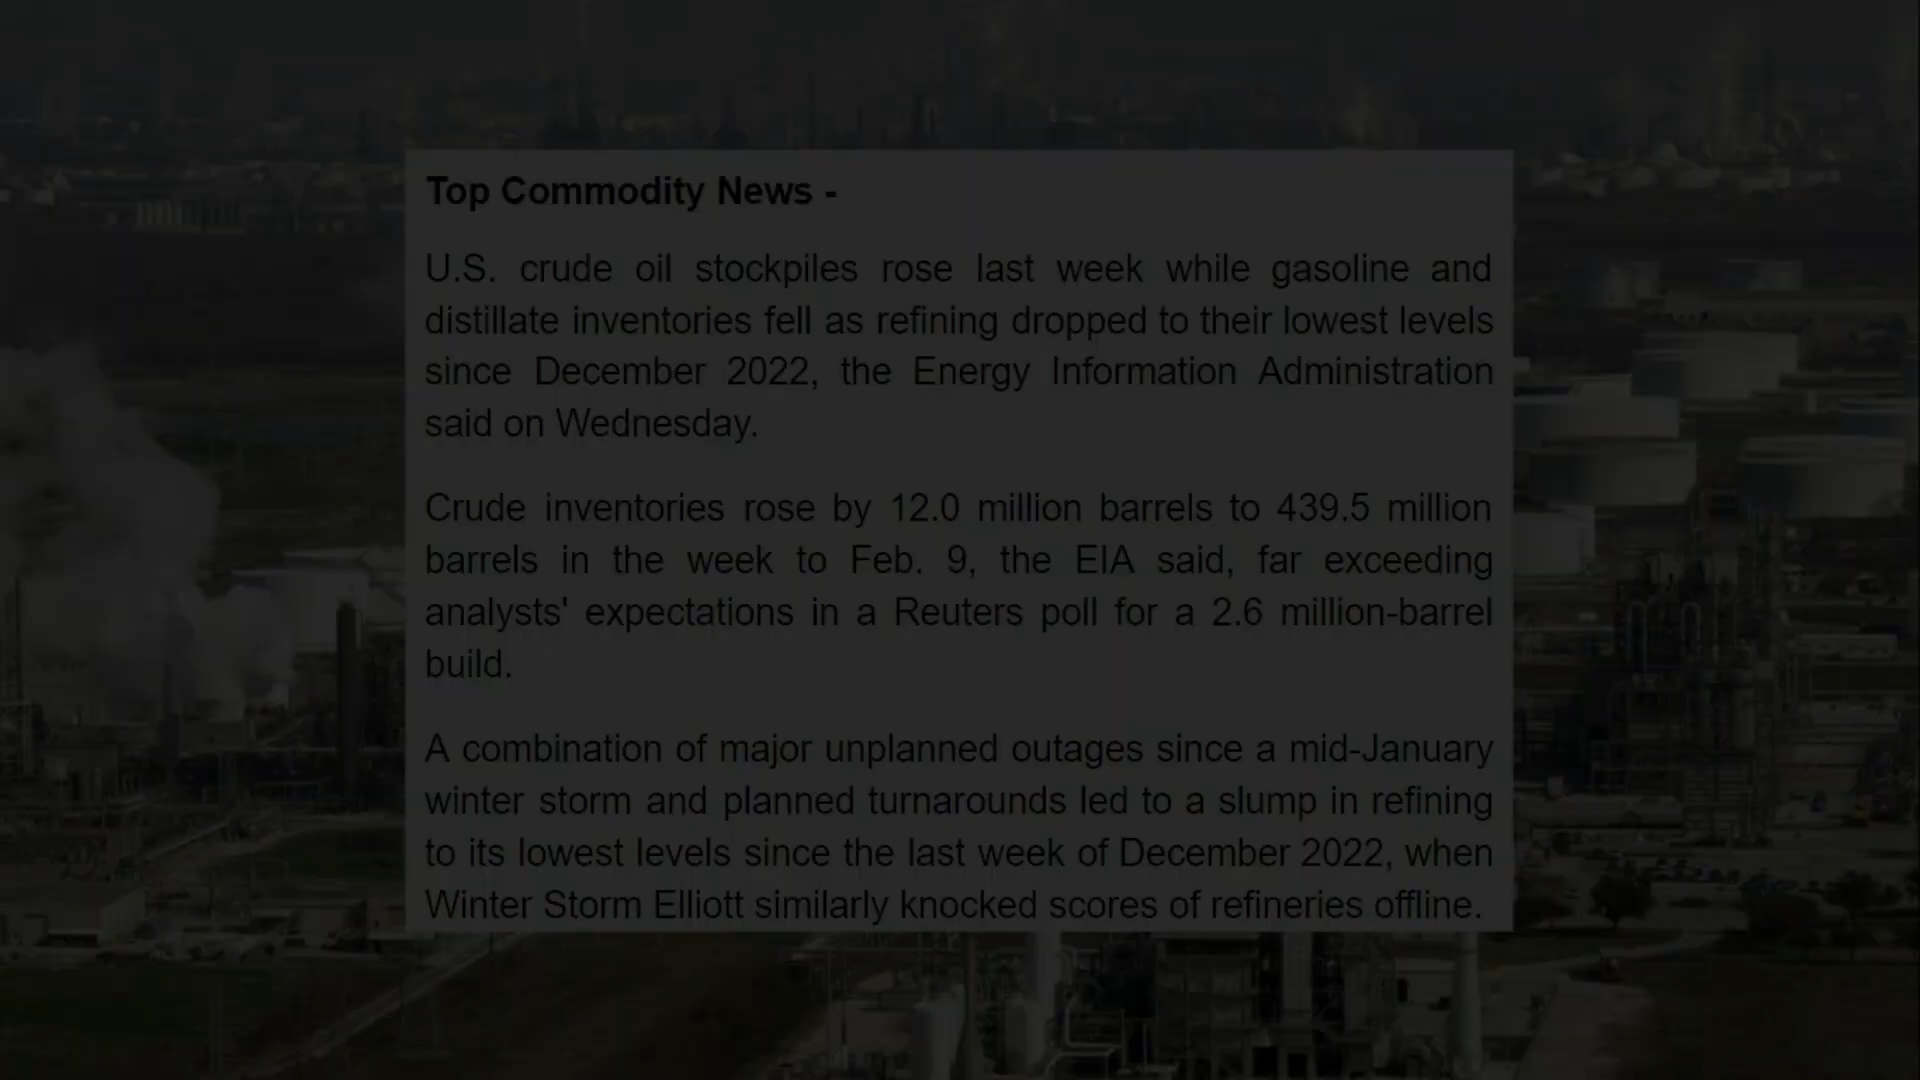 Top Commodity News -
U.S. crude oil stockpiles rose last week while gasoline and
distillate inventories fell as refining dropped to their lowest levels
since December 2022, the Energy Information Administration
said on Wednesday.
Crude inventories rose by 12.0 million barrels to 439.5 million
barrels in the week to Feb. 9, the EIA said, far exceeding
analysts' expectations in a Reuters poll for a 2.6 million-barrel
build.
A combination of major unplanned outages since a mid-January
winter storm and planned turnarounds led to a slump in refining
to its lowest levels since the last week of December 2022, when
Winter Storm Elliott similarly knocked scores of refineries offline.